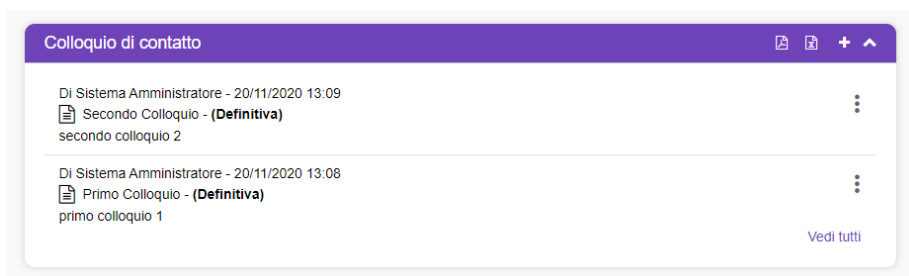 Colloquio di contatto
Di Sistema Amministratore - 20/11/2020 13:09
Secondo Colloquio - (Definitiva)
secondo colloquio 2
Di Sistema Amministratore - 20/11/2020 13:08
Primo Colloquio - (Definitiva)
primo colloquio 1
Vedi tutti